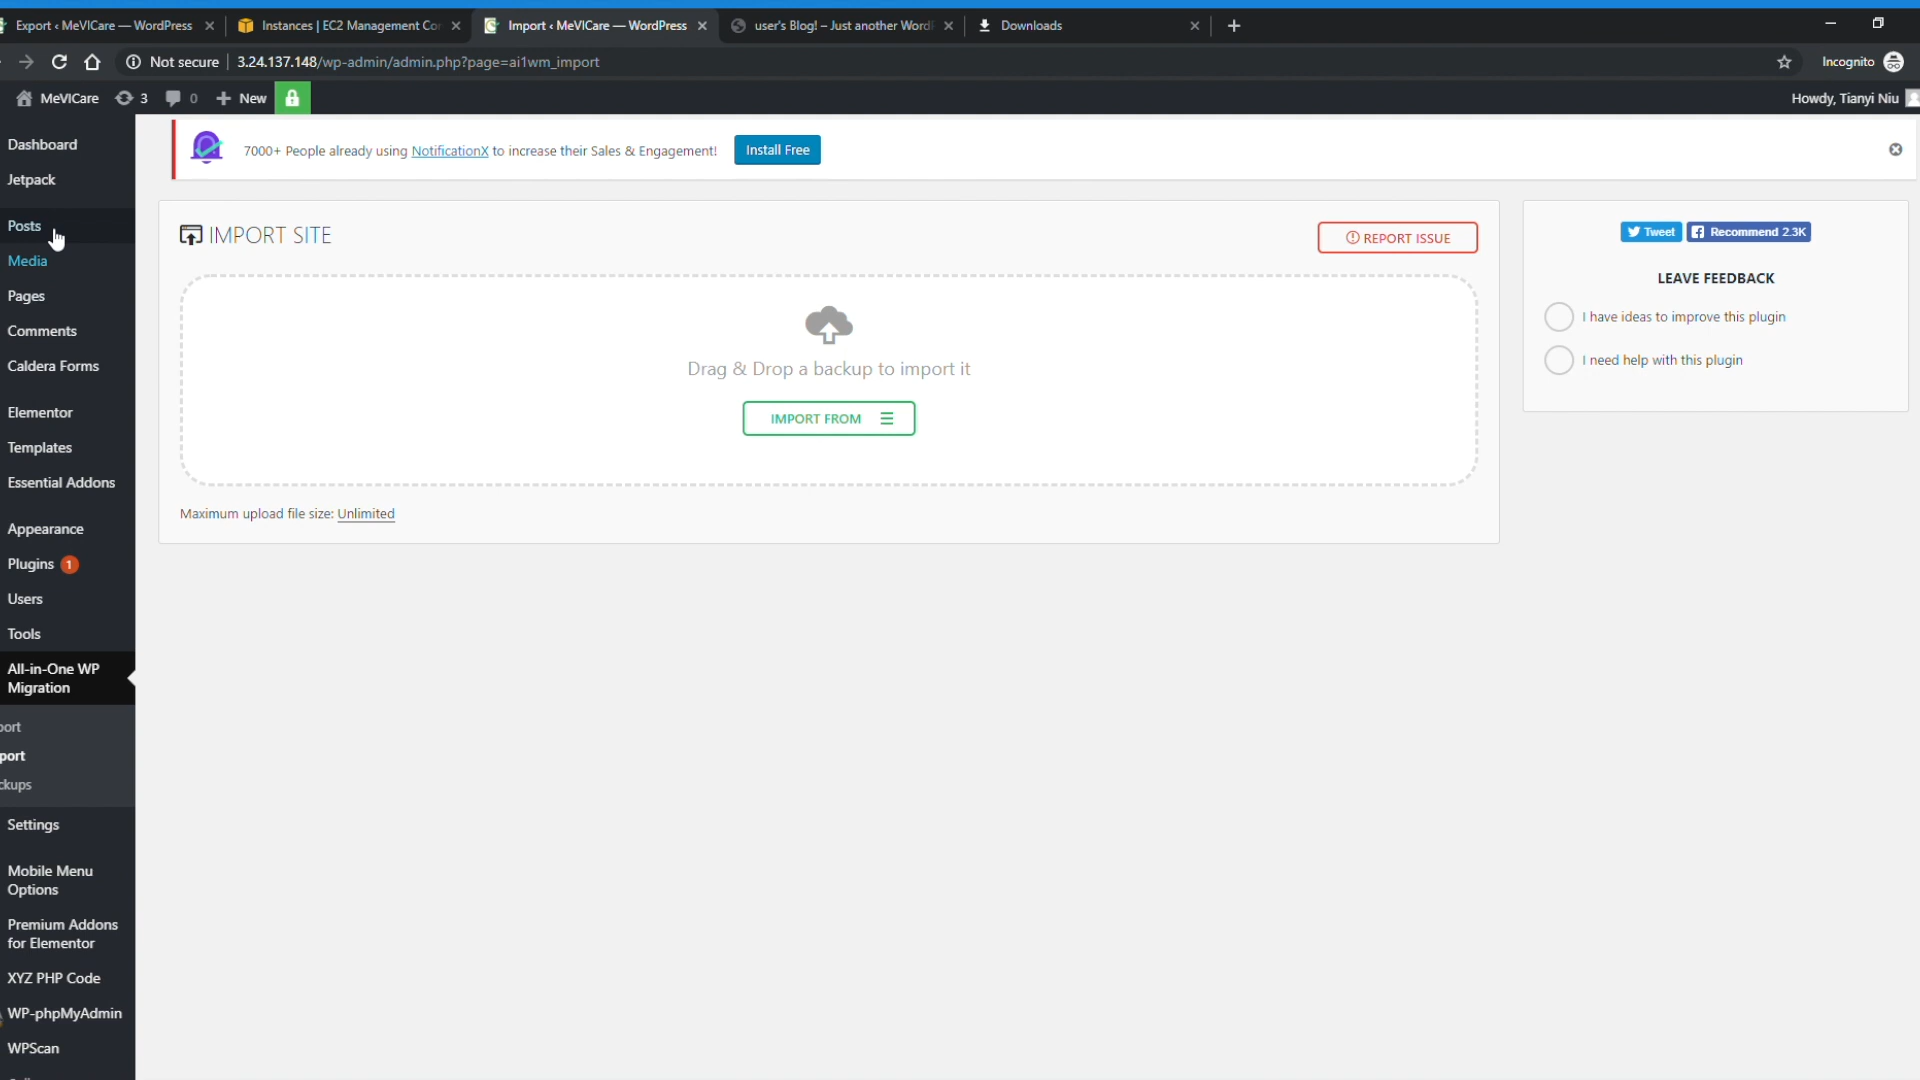 Export ‹ MeVICare — WordPress
Instances | EC2 Management Co
Import ‹ MeVICare — WordPress
user's Blog! – Just another Word
Downloads
Not secure
3.24.137.148/wp-admin/admin.php?page=ai1wm_import
Incognito
MeVICare
3
0
New
Howdy, Tianyi Niu
Dashboard
Jetpack
Posts
Media
Pages
Comments
Caldera Forms
Elementor
Templates
Essential Addons
Appearance
Plugins 1
Users
Tools
All-in-One WP
Migration
port
port
ckups
Settings
Mobile Menu
Options
Premium Addons
for Elementor
XYZ PHP Code
WP-phpMyAdmin
WPScan
7000+ People already using NotificationX to increase their Sales & Engagement!
Install Free
IMPORT SITE
REPORT ISSUE
Drag & Drop a backup to import it
IMPORT FROM
Maximum upload file size: Unlimited
Tweet
Recommend 2.3K
LEAVE FEEDBACK
I have ideas to improve this plugin
I need help with this plugin